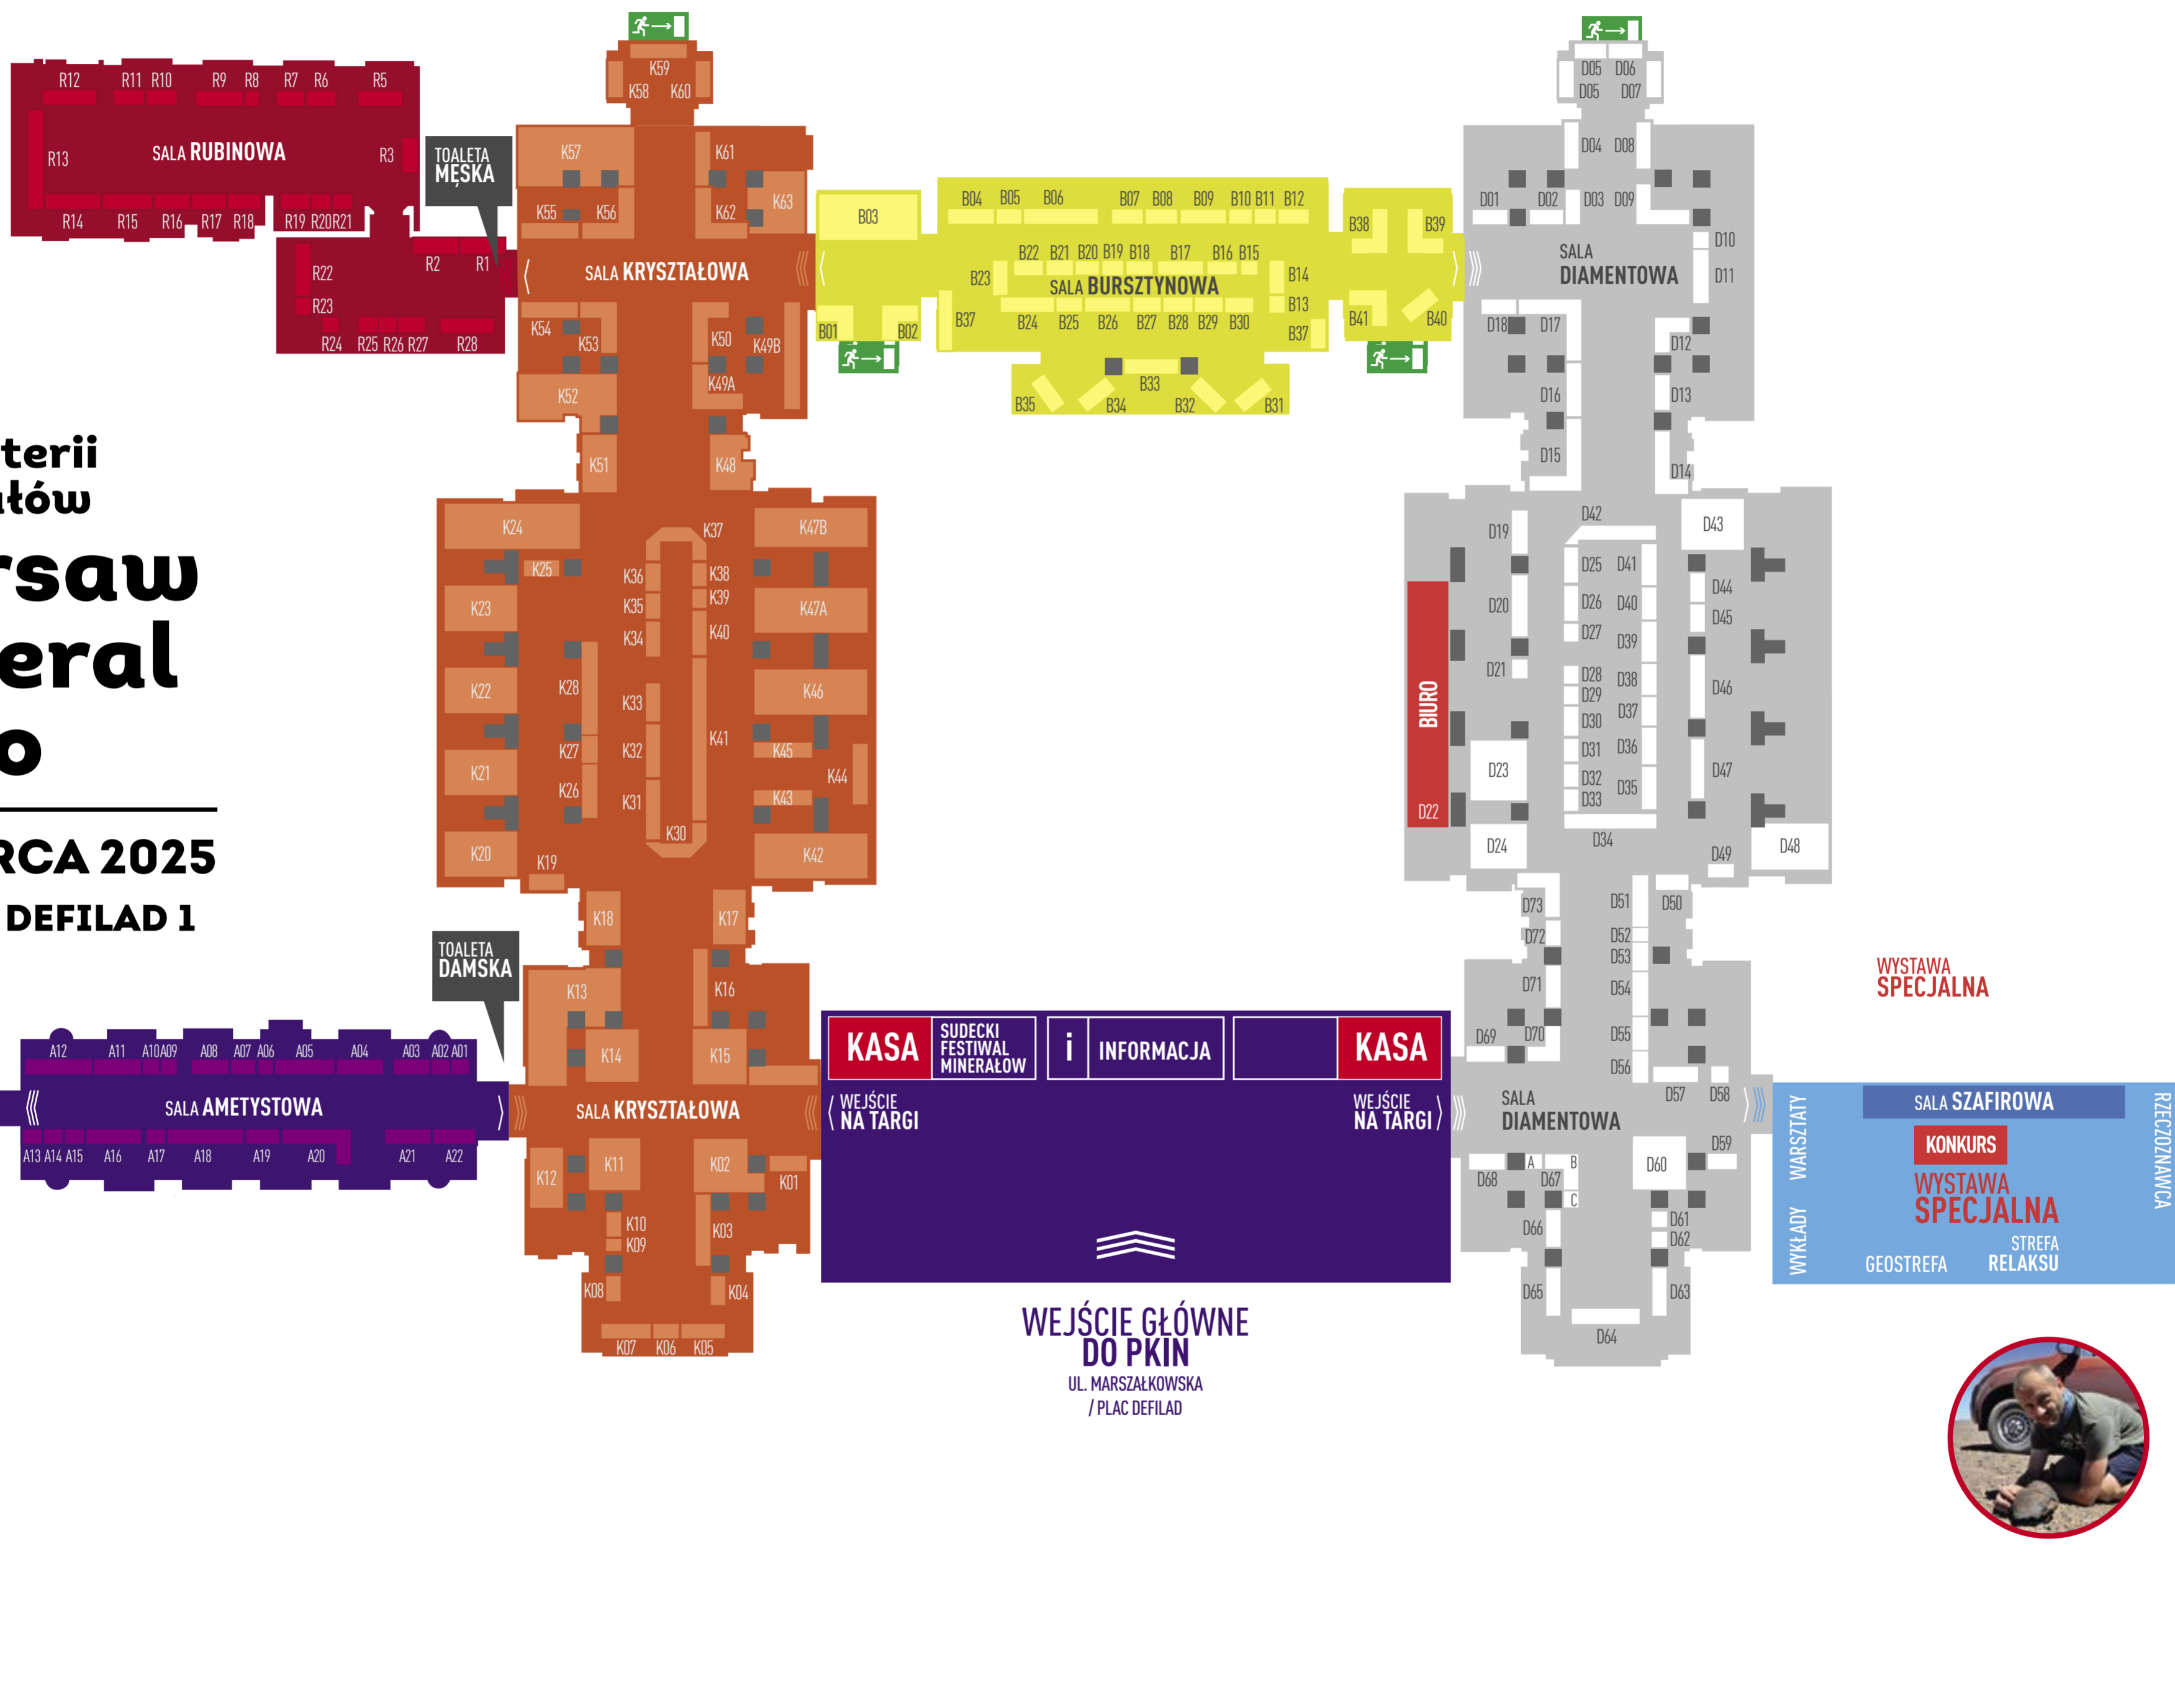 terii
łów
rsaw
eral
o
RCA 2025
DEFILAD 1
R12 R11 R10 R9 R8 R7 R6 R5
R13
SALA RUBINOWA
R3
R14 R15 R16 R17 R18 R19 R20 R21
R22 R2 R1
R23
R24 R25 R26 R27 R28
TOALETA
MĘSKA
K59
K58 K60
K57 K61
K63
K55 K56 K62
SALA KRYSZTAŁOWA
K54 K53 K50 K49B
K52 K49A
K51 K48
K24 K37 K47B
K25 K36 K38
K23 K35 K39 K47A
K34 K40
K22 K28 K33 K46
K27 K32 K41 K45
K21 K26 K31 K43 K44
K20 K19 K30 K42
K18 K17
TOALETA
DAMSKA
K13 K16
K14 K15
SALA KRYSZTAŁOWA
K12 K11 K02 K01
K10 K03
K09
K08 K04
K07 K06 K05
A12 A11 A10 A09 A08 A07 A06 A05 A04 A03 A02 A01
SALA AMETYSTOWA
A13 A14 A15 A16 A17 A18 A19 A20 A21 A22
B03
B01 B02
B04 B05 B06 B07 B08 B09 B10 B11 B12
B22 B21 B20 B19 B18 B17 B16 B15
B23 B14
SALA BURSZTYNOWA
B13
B37 B24 B25 B26 B27 B28 B29 B30 B37
B35 B34 B33 B32 B31
B38 B39
B41 B40
D05 D06
D05 D07
D04 D08
D01 D02 D03 D09
D10
SALA
DIAMENTOWA
D11
D18 D17 D12
D16 D13
D15 D14
D42 D43
D19 D25 D41 D44
D20 D26 D40 D45
D27 D39
D21 D28 D38 D46
D29
D30 D37
D31 D36
D23 D32 D35 D47
D33
BIURO
D22
D24 D34 D49 D48
D73 D51 D50
D72 D52
D53
D71 D54
D69 D70 D55
D56
D57 D58
SALA
DIAMENTOWA
D68 A B D60 D59
D67
C
D66 D61
D62
D65 D63
D64
KASA
SUDECKI
FESTIWAL
MINERAŁÓW
i INFORMACJA
KASA
WEJŚCIE
NA TARGI
WEJŚCIE
NA TARGI
WEJŚCIE GŁÓWNE
DO PKIN
UL. MARSZAŁKOWSKA
/ PLAC DEFILAD
WYSTAWA
SPECJALNA
WYKŁADY WARSZTATY
SALA SZAFIROWA
KONKURS
WYSTAWA
SPECJALNA
STREFA
RELAKSU
GEOSTREFA
RZECZOZNAWCA